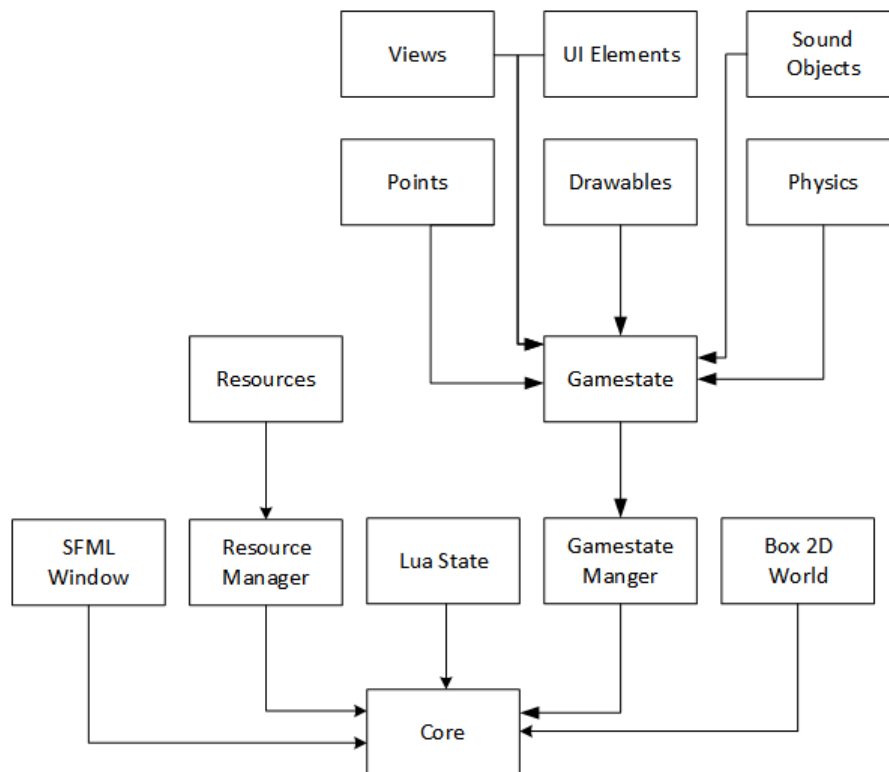 Views
UI Elements
Sound
Objects
Points
Drawables
Physics
Resources
Gamestate
SFML
Window
Resource
Manager
Lua State
Gamestate
Manger
Box 2D
World
Core